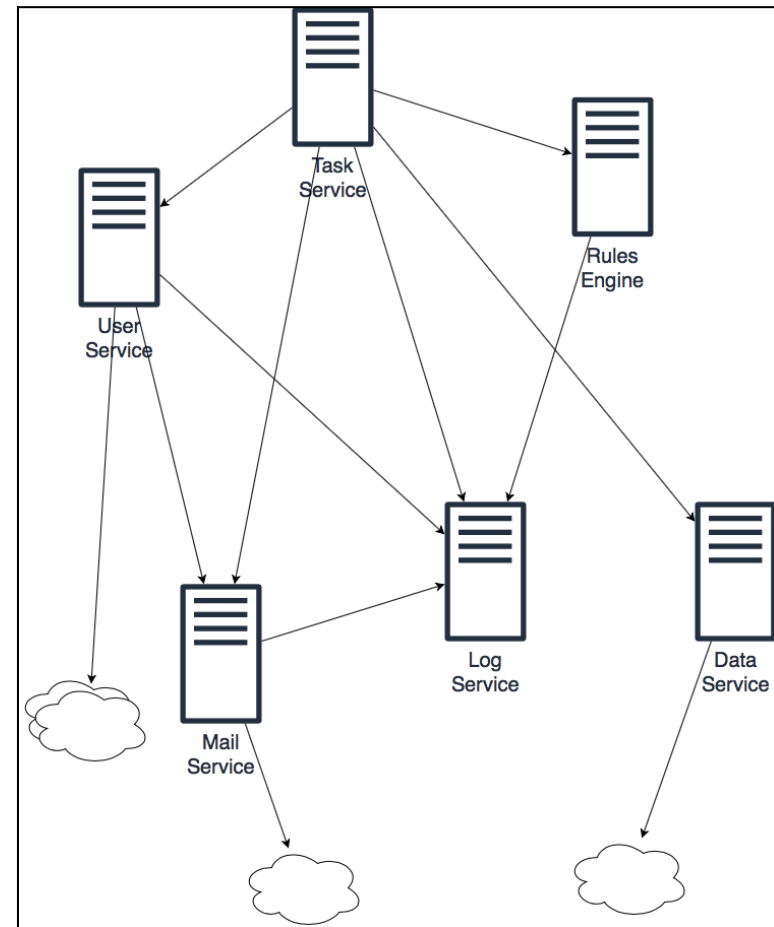 Task
Service
Rules
Engine
User
Service
Log
Service
Data
Service
Mail
Service